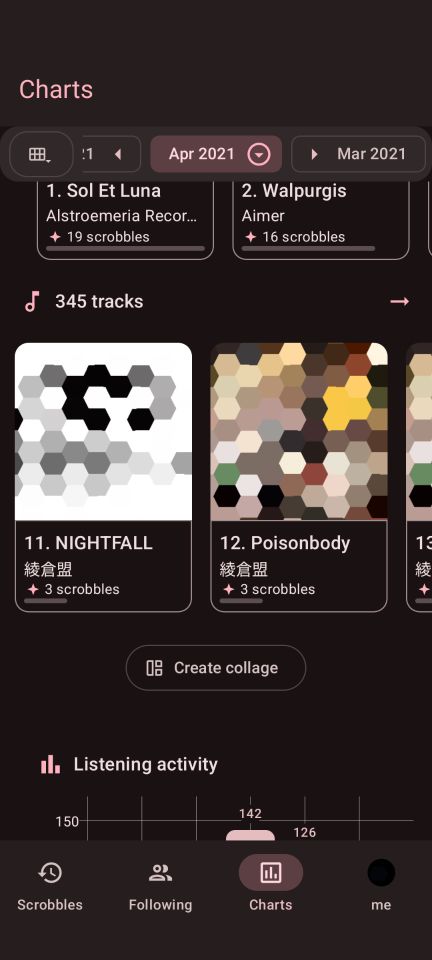 Charts
21
Apr 2021
Mar 2021
1. Sol Et Luna
Alstroemeria Recor...
19 scrobbles
2. Walpurgis
Aimer
16 scrobbles
345 tracks
11. NIGHTFALL
綾倉盟
3 scrobbles
12. Poisonbody
綾倉盟
3 scrobbles
13
綾
Create collage
Listening activity
142
150
126
Scrobbles
Following
Charts
me